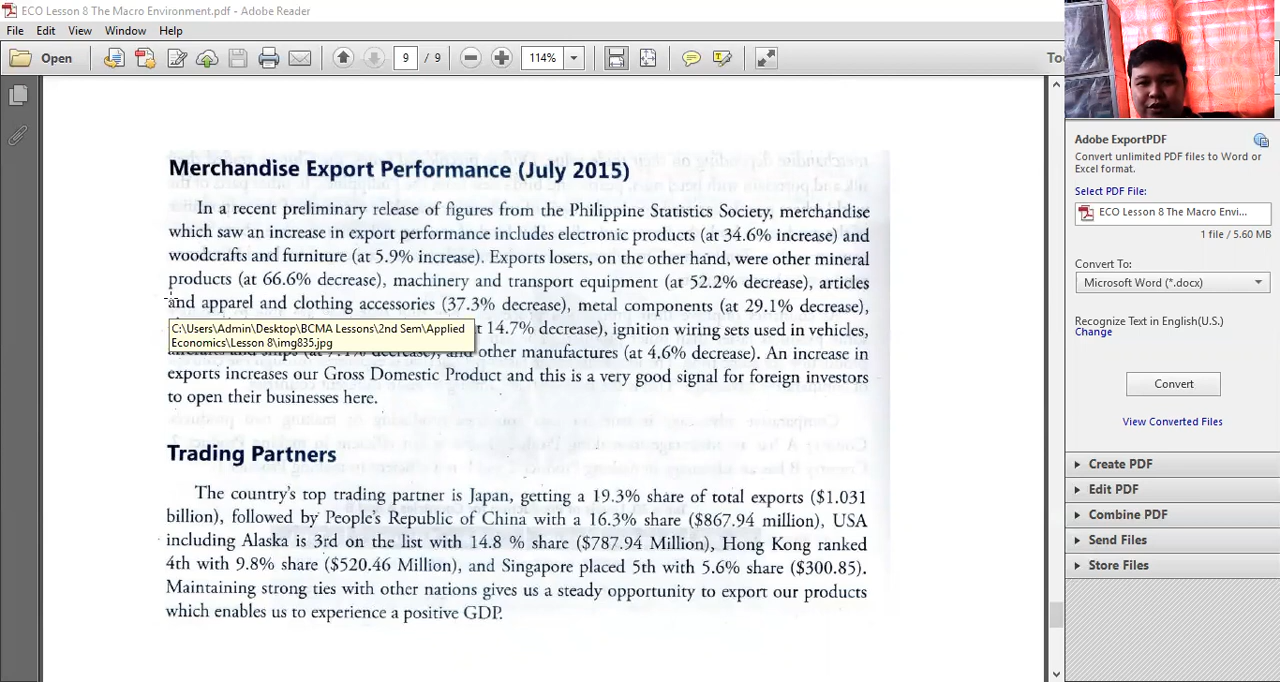 ECO Lesson 8 The Macro Environment.pdf - Adobe Reader
File Edit View Window Help
Open 9 / 9 114%
Merchandise Export Performance (July 2015)
In a recent preliminary release of figures from the Philippine Statistics Society, merchandise
which saw an increase in export performance includes electronic products (at 34.6% increase) and
woodcrafts and furniture (at 5.9% increase). Exports losers, on the other hand, were other mineral
products (at 66.6% decrease), machinery and transport equipment (at 52.2% decrease), articles
and apparel and clothing accessories (37.3% decrease), metal components (at 29.1% decrease),
C:\Users\Admin\Desktop\BCMA Lessons\2nd Sem\Applied
Economics\Lesson 8\img835.jpg
14.7% decrease), ignition wiring sets used in vehicles,
and other manufactures (at 4.6% decrease). An increase in
exports increases our Gross Domestic Product and this is a very good signal for foreign investors
to open their businesses here.
Trading Partners
The country's top trading partner is Japan, getting a 19.3% share of total exports ($1.031
billion), followed by People's Republic of China with a 16.3% share ($867.94 million), USA
including Alaska is 3rd on the list with 14.8 % share ($787.94 Million), Hong Kong ranked
4th with 9.8% share ($520.46 Million), and Singapore placed 5th with 5.6% share ($300.85).
Maintaining strong ties with other nations gives us a steady opportunity to export our products
which enables us to experience a positive GDP.
Adobe ExportPDF
Convert unlimited PDF files to Word or
Excel format.
Select PDF File:
ECO Lesson 8 The Macro Envi...
1 file / 5.60 MB
Convert To:
Microsoft Word (*.docx)
Recognize Text in English(U.S.)
Change
Convert
View Converted Files
Create PDF
Edit PDF
Combine PDF
Send Files
Store Files